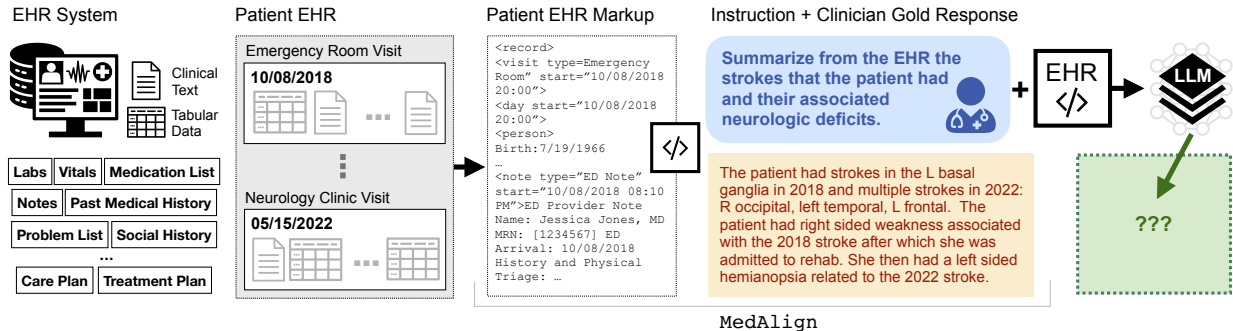 EHR System
Clinical
Text
Tabular
Data
Labs Vitals Medication List
Notes Past Medical History
Problem List Social History
...
Care Plan Treatment Plan
Patient EHR
Emergency Room Visit
10/08/2018
...
Neurology Clinic Visit
05/15/2022
...
Patient EHR Markup
<record>
<visit type=”Emergency
Room” start=”10/08/2018
20:00”>
<day start=”10/08/2018
20:00”>
<person>
Birth:7/19/1966
…
<note type=”ED Note”
start=”10/08/2018 08:10
PM”>ED Provider Note
Name: Jessica Jones, MD
MRN: [1234567] ED
Arrival: 10/08/2018
History and Physical
Triage: …
</>
Instruction + Clinician Gold Response
Summarize from the EHR the
strokes that the patient had
and their associated
neurologic deficits.
+
EHR
</>
LLM
The patient had strokes in the L basal
ganglia in 2018 and multiple strokes in 2022:
R occipital, left temporal, L frontal. The
patient had right sided weakness associated
with the 2018 stroke after which she was
admitted to rehab. She then had a left sided
hemianopsia related to the 2022 stroke.
???
MedAlign